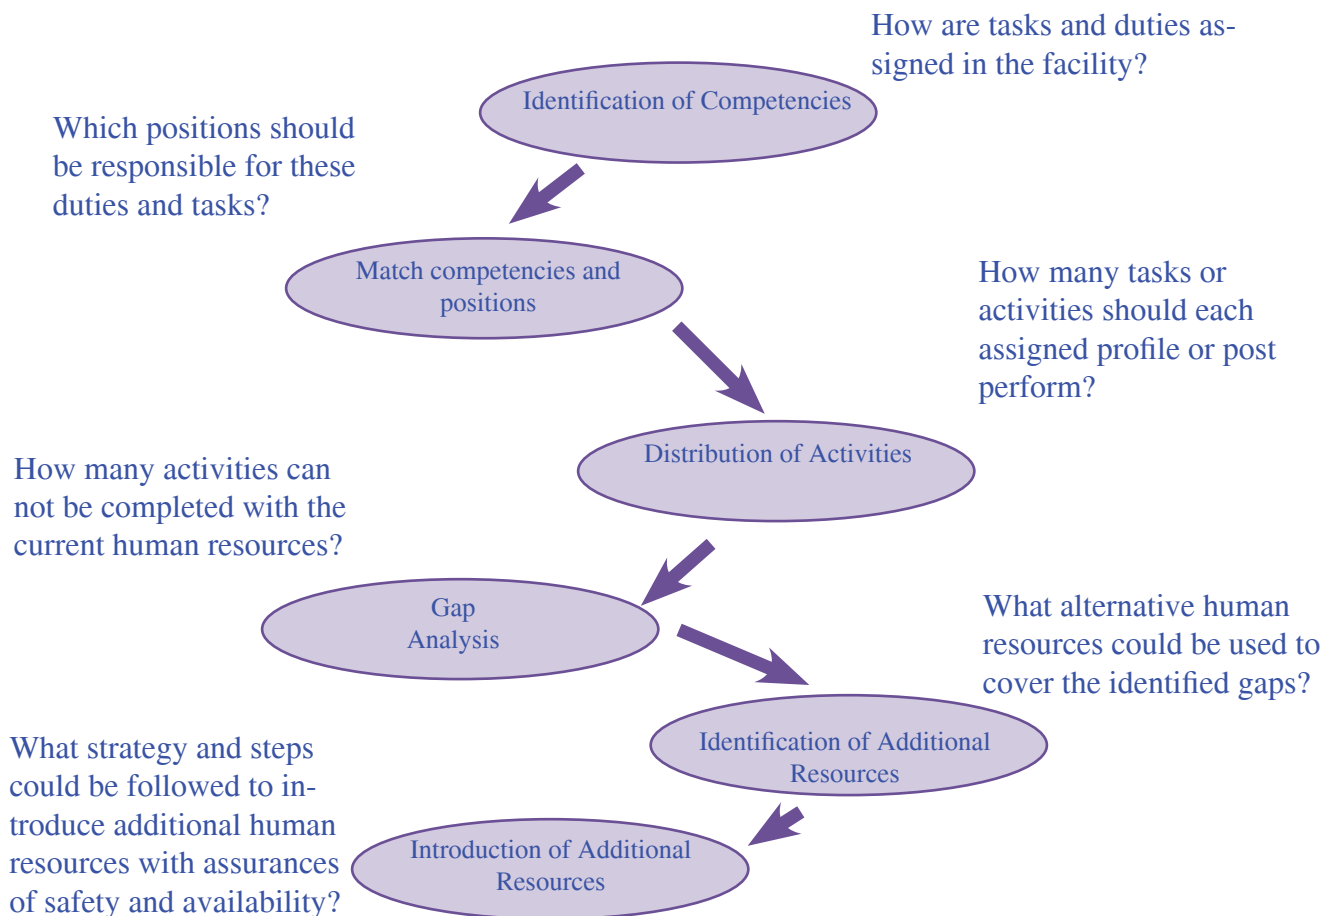 How are tasks and duties as-
signed in the facility?
Identification of Competencies
Which positions should
be responsible for these
duties and tasks?
Match competencies and
positions
How many tasks or
activities should each
assigned profile or post
perform?
Distribution of Activities
How many activities can
not be completed with the
current human resources?
Gap
Analysis
What alternative human
resources could be used to
cover the identified gaps?
Identification of Additional
Resources
What strategy and steps
could be followed to in-
troduce additional human
resources with assurances
of safety and availability?
Introduction of Additional
Resources